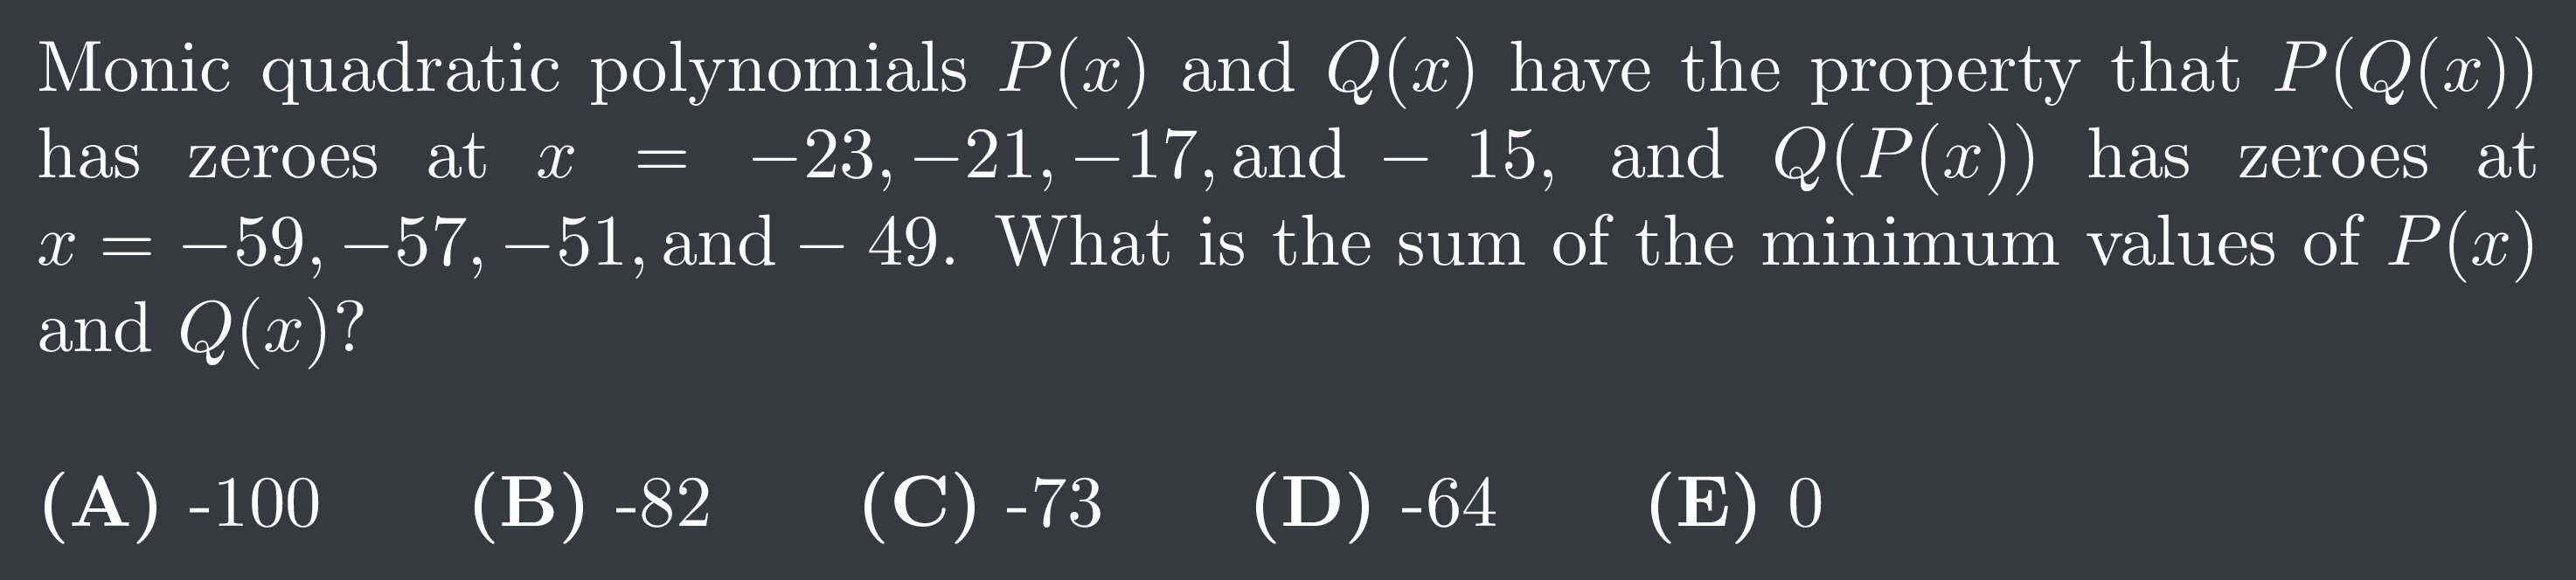 Monic quadratic polynomials P(x) and Q(x) have the property that P(Q(x))
has zeroes at x = −23, −21, −17, and − 15, and Q(P(x)) has zeroes at
x = −59, −57, −51, and − 49. What is the sum of the minimum values of P(x)
and Q(x)?
(A) -100 (B) -82 (C) -73 (D) -64 (E) 0